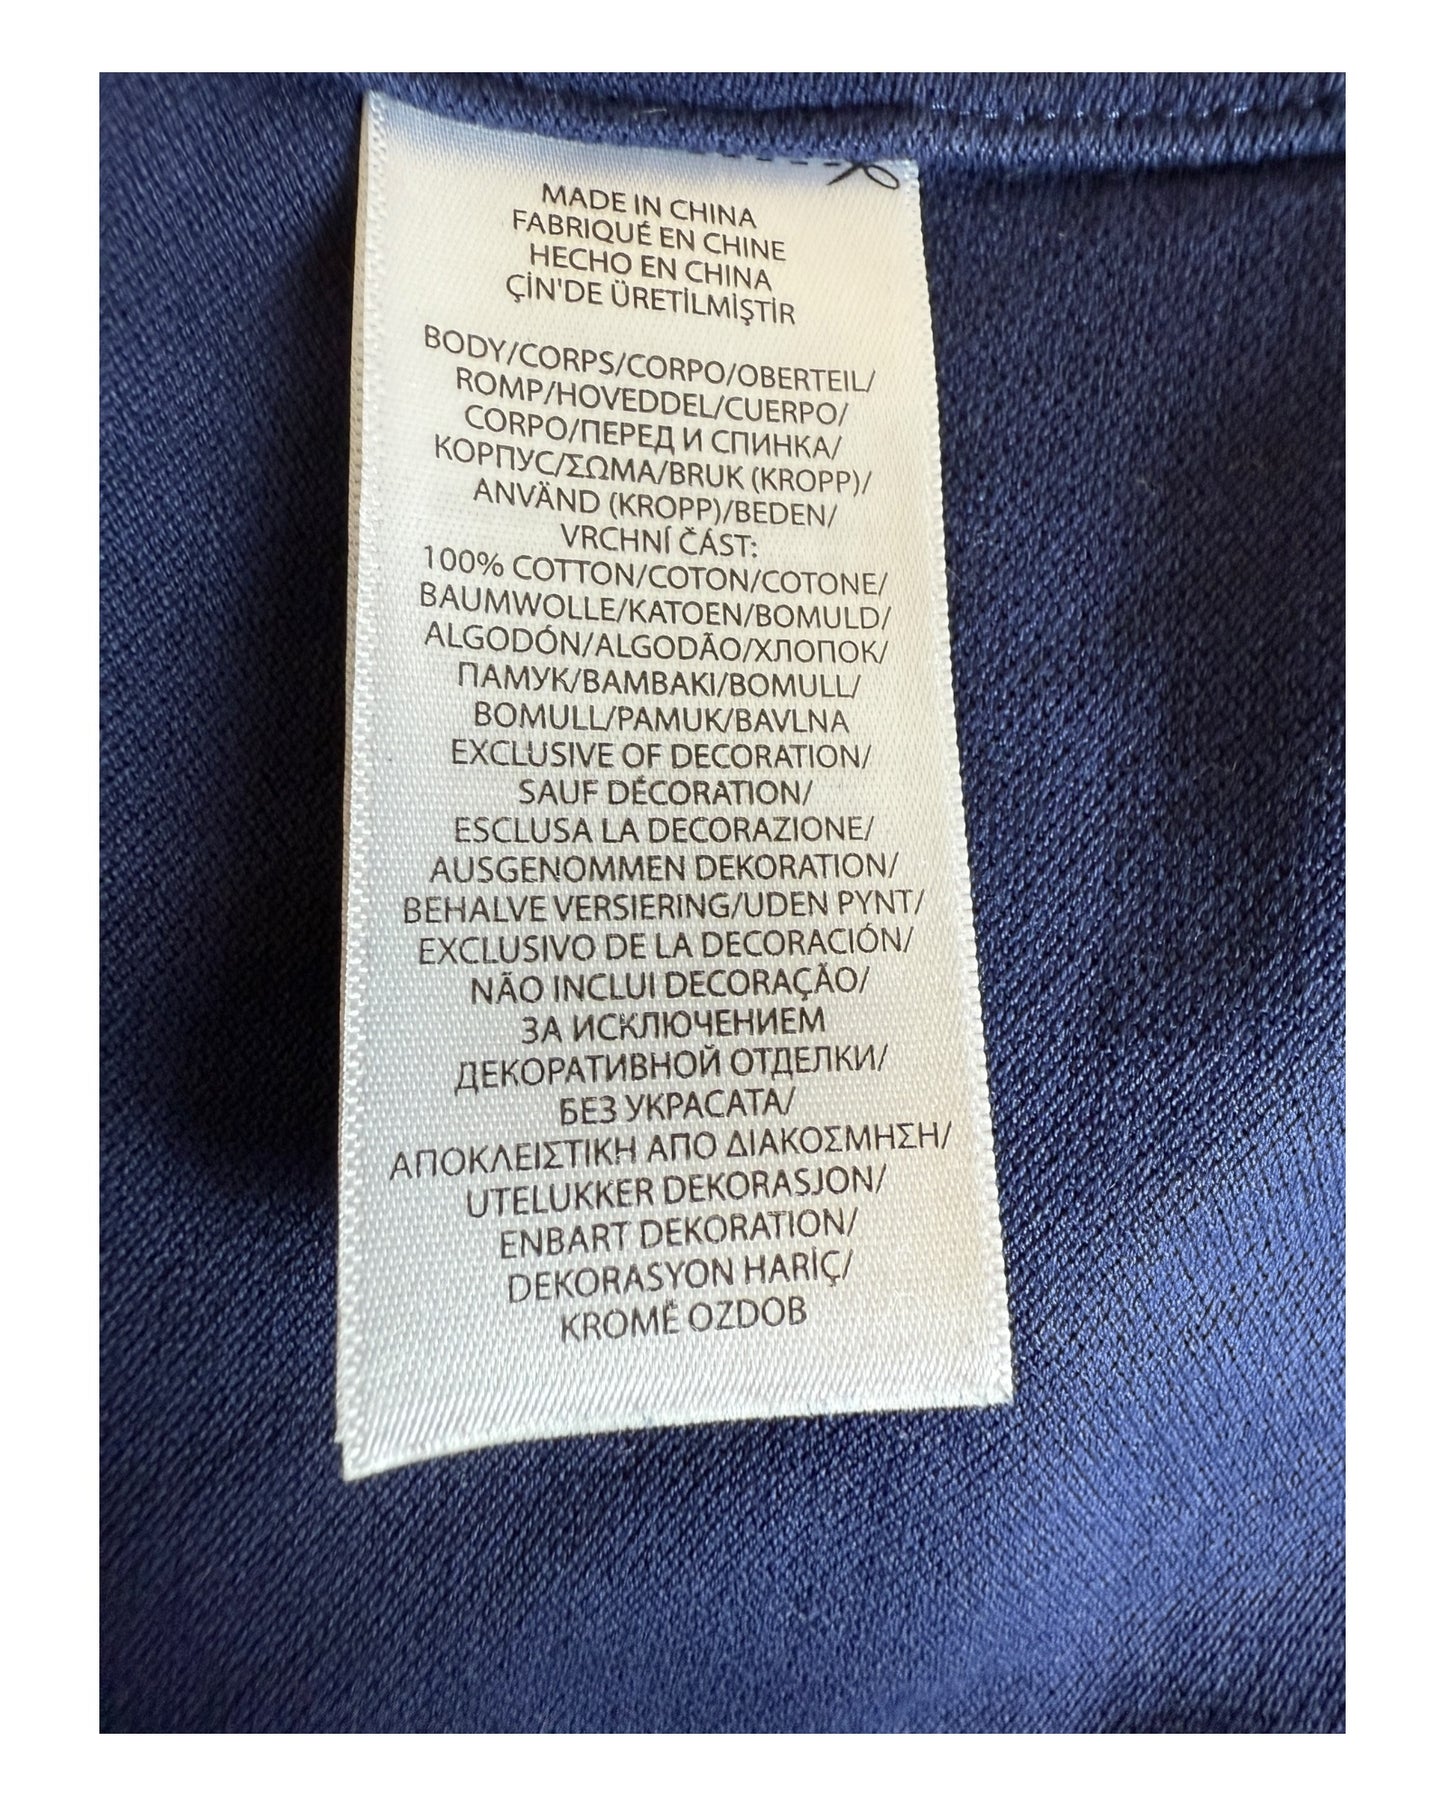 MADE IN CHINA
FABRIQUÉ EN CHINE
HECHO EN CHINA
ÇİN'DE ÜRETİLMİŞTİR
BODY/CORPS/CORPO/OBERTEIL/
ROMP/HOVEDDEL/CUERPO/
CORPO/ПЕРЕД И СПИНКА/
КОРПУС/ΣΩΜΑ/BRUK (KROPP)/
ANVÄND (KROPP)/BEDEN/
VRCHNÍ ČÁST:
100% COTTON/COTON/COTONE/
BAUMWOLLE/KATOEN/BOMULD/
ALGODÓN/ALGODÃO/ХЛОПОК/
ПАМУК/BAMBAKI/BOMULL/
BOMULL/PAMUK/BAVLNA
EXCLUSIVE OF DECORATION/
SAUF DÉCORATION/
ESCLUSA LA DECORAZIONE/
AUSGENOMMEN DEKORATION/
BEHALVE VERSIERING/UDEN PYNT/
EXCLUSIVO DE LA DECORACIÓN/
NÃO INCLUI DECORAÇÃO/
ЗА ИСКЛЮЧЕНИЕМ
ДЕКОРАТИВНОЙ ОТДЕЛКИ/
БЕЗ УКРАСАТА/
ΑΠΟΚΛΕΙΣΤΙΚΗ ΑΠΟ ΔΙΑΚΟΣΜΗΣΗ/
UTELUKKER DEKORASJON/
ENBART DEKORATION/
DEKORASYON HARİÇ/
KROMĚ OZDOB